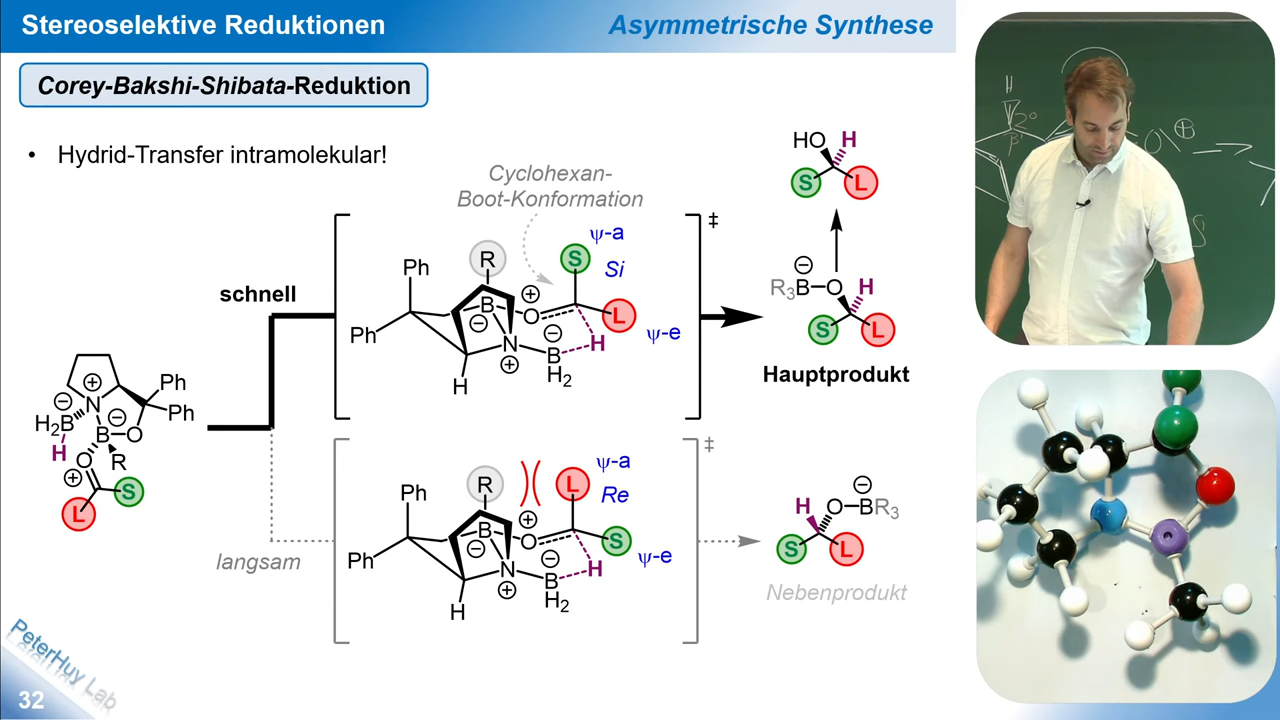 Stereoselektive Reduktionen
Asymmetrische Synthese
Corey-Bakshi-Shibata-Reduktion
• Hydrid-Transfer intramolekular!
Cyclohexan-
Boot-Konformation
schnell
Ph
Ph
R
B
⊖
⊕
O
S
ψ-a
Si
L
ψ-e
N
⊕
⊖
B
H2
H
H
‡
HO
H
S
L
⊖
R3B
O
H
S
L
Hauptprodukt
⊕
N
⊖
H2B
H
⊖
B
O
R
Ph
Ph
O
⊕
S
L
langsam
Ph
Ph
R
B
⊖
⊕
O
L
ψ-a
Re
S
ψ-e
N
⊕
⊖
B
H2
H
H
‡
H
O
⊖
BR3
S
L
Nebenprodukt
PeterHuy Lab
32
H
2°
O
⊕
S